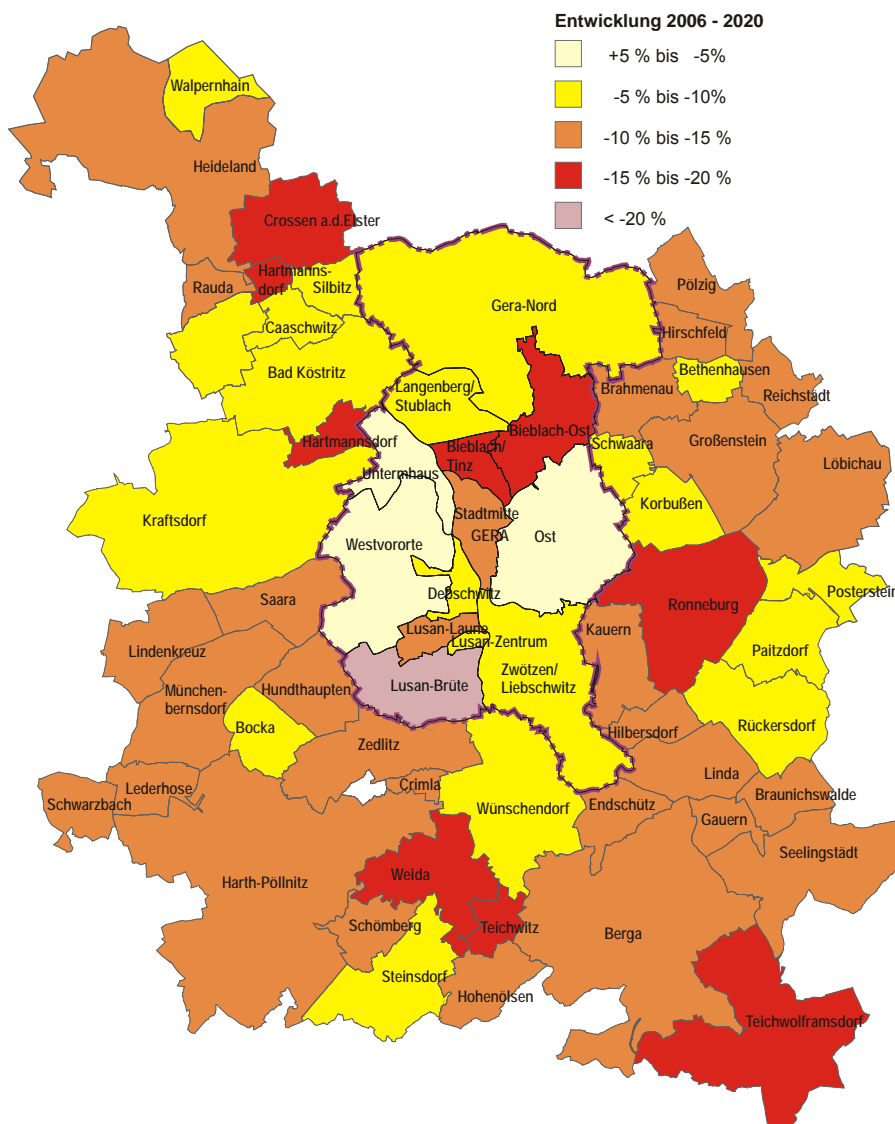 Entwicklung 2006 - 2020
+5 % bis -5%
-5 % bis -10%
-10 % bis -15 %
-15 % bis -20 %
< -20 %
Walpernhain
Heideland
Crossen a.d.Elster
Hartmanns-
dorf
Silbitz
Rauda
Caaschwitz
Bad Köstritz
Gera-Nord
Pölzig
Hirschfeld
Bethenhausen
Brahmenau
Reichstädt
Langenberg/
Stublach
Bieblach-Ost
Hartmannsdorf
Bieblach/
Tinz
Schwaara
Großenstein
Löbichau
Untermhaus
Korbußen
Kraftsdorf
Stadtmitte
GERA
Westvororte
Ost
Debschwitz
Ronneburg
Posterstein
Saara
Lusan-Laune
Lusan-Zentrum
Kauern
Paitzdorf
Lindenkreuz
Zwötzen/
Liebschwitz
München-
bernsdorf
Hundthaupten
Lusan-Brüte
Bocka
Rückersdorf
Hilbersdorf
Zedlitz
Linda
Crimla
Lederhose
Schwarzbach
Wünschendorf
Endschütz
Braunichswalde
Gauern
Seelingstädt
Weida
Harth-Pöllnitz
Schömberg
Teichwitz
Berga
Steinsdorf
Hohenölsen
Teichwolframsdorf